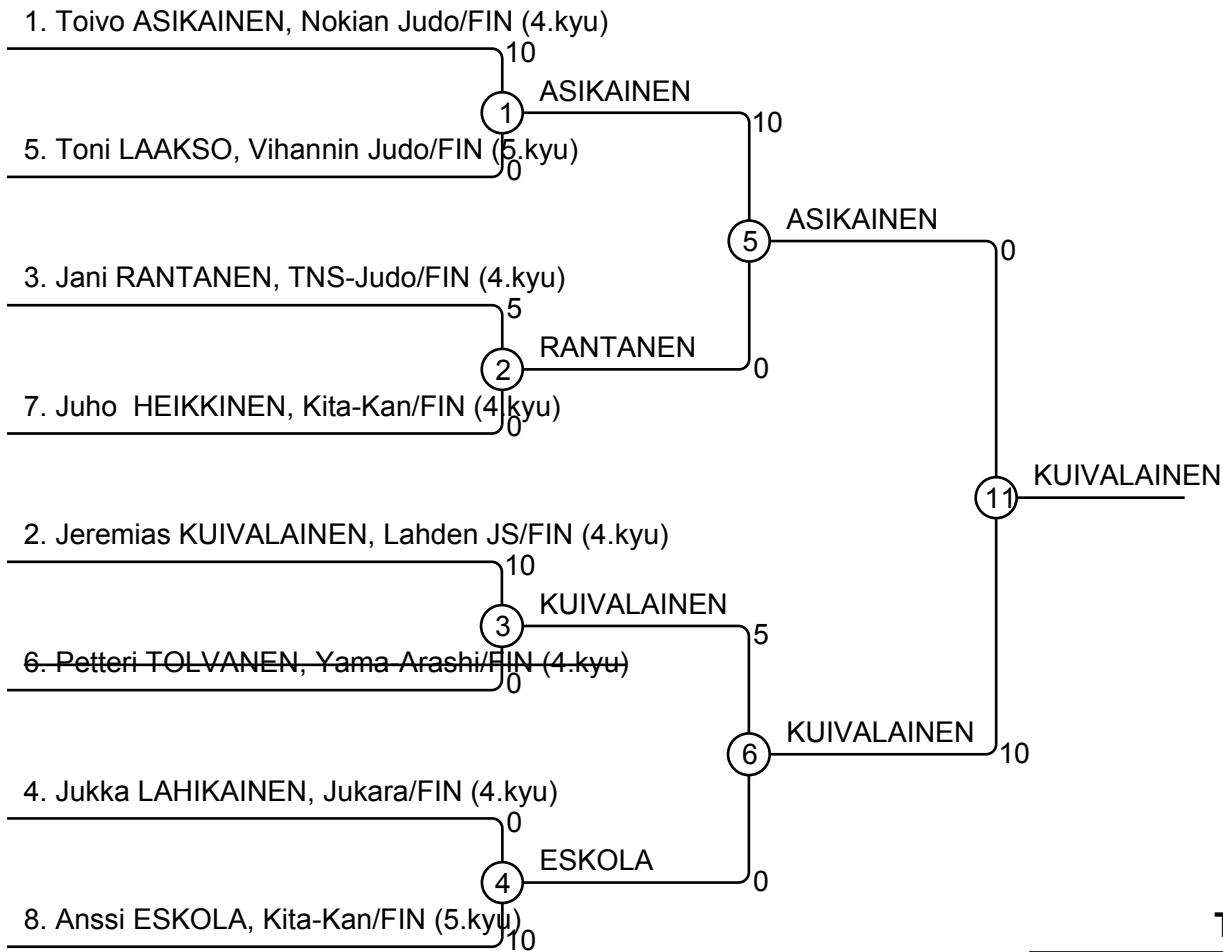 1. Toivo ASIKAINEN, Nokian Judo/FIN (4.kyu)
10
1
ASIKAINEN
10
5. Toni LAAKSO, Vihannin Judo/FIN (5.kyu)
0
5
ASIKAINEN
0
3. Jani RANTANEN, TNS-Judo/FIN (4.kyu)
5
2
RANTANEN
0
7. Juho  HEIKKINEN, Kita-Kan/FIN (4.kyu)
0
11
KUIVALAINEN
2. Jeremias KUIVALAINEN, Lahden JS/FIN (4.kyu)
10
3
KUIVALAINEN
5
6. Petteri TOLVANEN, Yama-Arashi/FIN (4.kyu)
0
6
KUIVALAINEN
10
4. Jukka LAHIKAINEN, Jukara/FIN (4.kyu)
0
4
ESKOLA
0
8. Anssi ESKOLA, Kita-Kan/FIN (5.kyu)
10